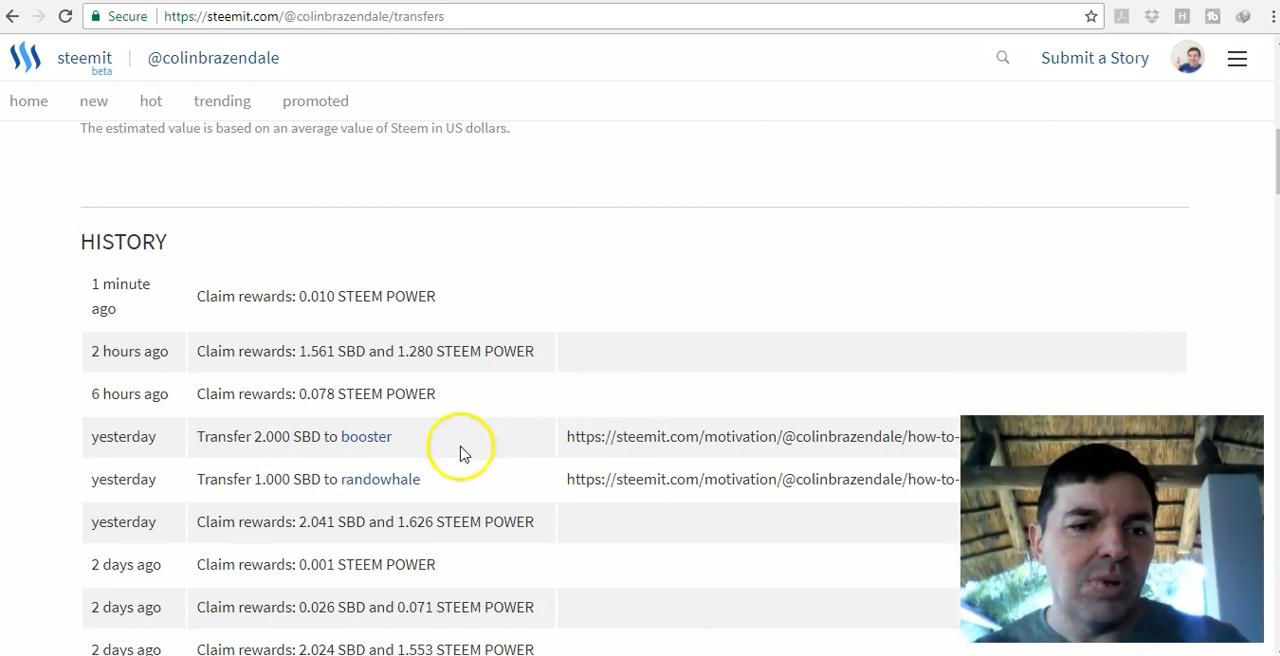 Secure https://steemit.com/@colinbrazendale/transfers
steemit beta @colinbrazendale Submit a Story
home new hot trending promoted
The estimated value is based on an average value of Steem in US dollars.
HISTORY
1 minute ago Claim rewards: 0.010 STEEM POWER
2 hours ago Claim rewards: 1.561 SBD and 1.280 STEEM POWER
6 hours ago Claim rewards: 0.078 STEEM POWER
yesterday Transfer 2.000 SBD to booster https://steemit.com/motivation/@colinbrazendale/how-to-
yesterday Transfer 1.000 SBD to randowhale https://steemit.com/motivation/@colinbrazendale/how-to-
yesterday Claim rewards: 2.041 SBD and 1.626 STEEM POWER
2 days ago Claim rewards: 0.001 STEEM POWER
2 days ago Claim rewards: 0.026 SBD and 0.071 STEEM POWER
2 days ago Claim rewards: 2.024 SBD and 1.553 STEEM POWER